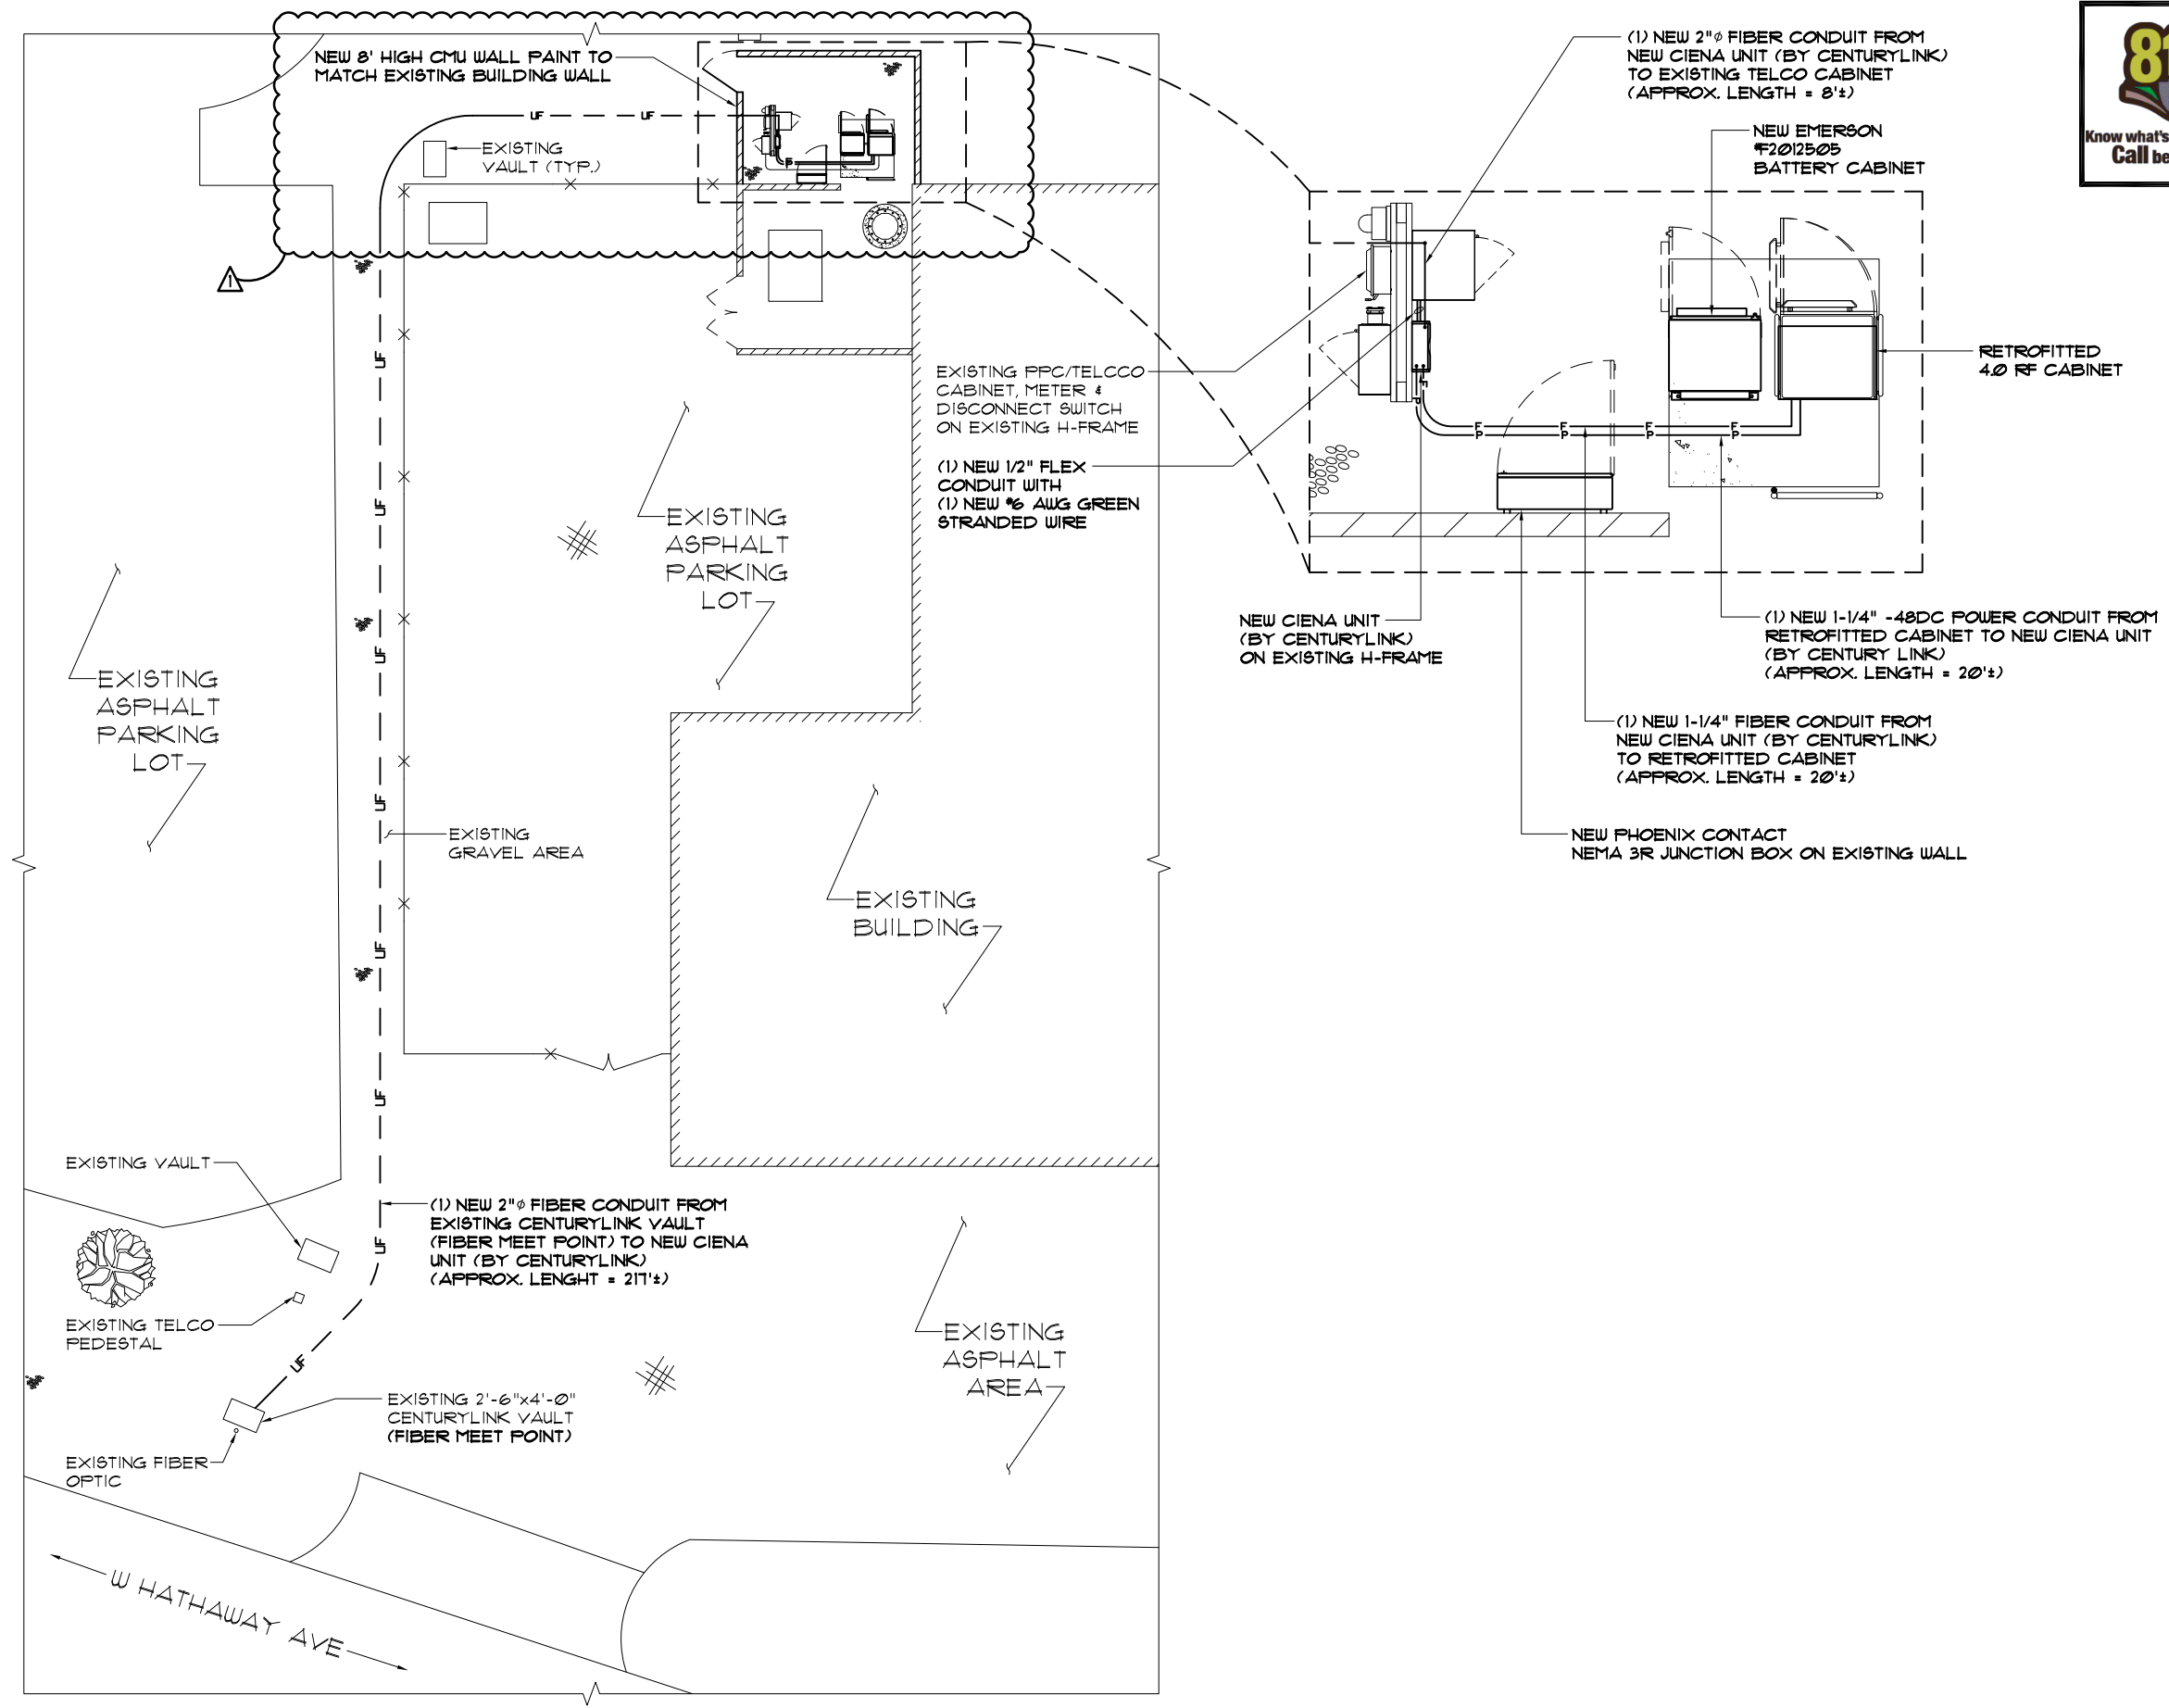 NEW 8' HIGH CMU WALL PAINT TO
MATCH EXISTING BUILDING WALL
UF
UF
EXISTING
VAULT (TYP.)
F
P
1
UF
UF
UF
UF
UF
UF
UF
UF
EXISTING
ASPHALT
PARKING
LOT
EXISTING
ASPHALT
PARKING
LOT
EXISTING
GRAVEL AREA
EXISTING
BUILDING
EXISTING VAULT
(1) NEW 2"ø FIBER CONDUIT FROM
EXISTING CENTURYLINK VAULT
(FIBER MEET POINT) TO NEW CIENA
UNIT (BY CENTURYLINK)
(APPROX. LENGHT = 217'±)
EXISTING TELCO
PEDESTAL
EXISTING
ASPHALT
AREA
EXISTING 2'-6"x4'-0"
CENTURYLINK VAULT
(FIBER MEET POINT)
EXISTING FIBER
OPTIC
W HATHAWAY AVE
(1) NEW 2"ø FIBER CONDUIT FROM
NEW CIENA UNIT (BY CENTURYLINK)
TO EXISTING TELCO CABINET
(APPROX. LENGTH = 8'±)
NEW EMERSON
#F2012505
BATTERY CABINET
RETROFITTED
4.0 RF CABINET
EXISTING PPC/TELCCO
CABINET, METER &
DISCONNECT SWITCH
ON EXISTING H-FRAME
(1) NEW 1/2" FLEX
CONDUIT WITH
(1) NEW #6 AWG GREEN
STRANDED WIRE
F F F F F
P P P P P
NEW CIENA UNIT
(BY CENTURYLINK)
ON EXISTING H-FRAME
(1) NEW 1-1/4" -48DC POWER CONDUIT FROM
RETROFITTED CABINET TO NEW CIENA UNIT
(BY CENTURY LINK)
(APPROX. LENGTH = 20'±)
(1) NEW 1-1/4" FIBER CONDUIT FROM
NEW CIENA UNIT (BY CENTURYLINK)
TO RETROFITTED CABINET
(APPROX. LENGTH = 20'±)
NEW PHOENIX CONTACT
NEMA 3R JUNCTION BOX ON EXISTING WALL
81
Know what's
Call be